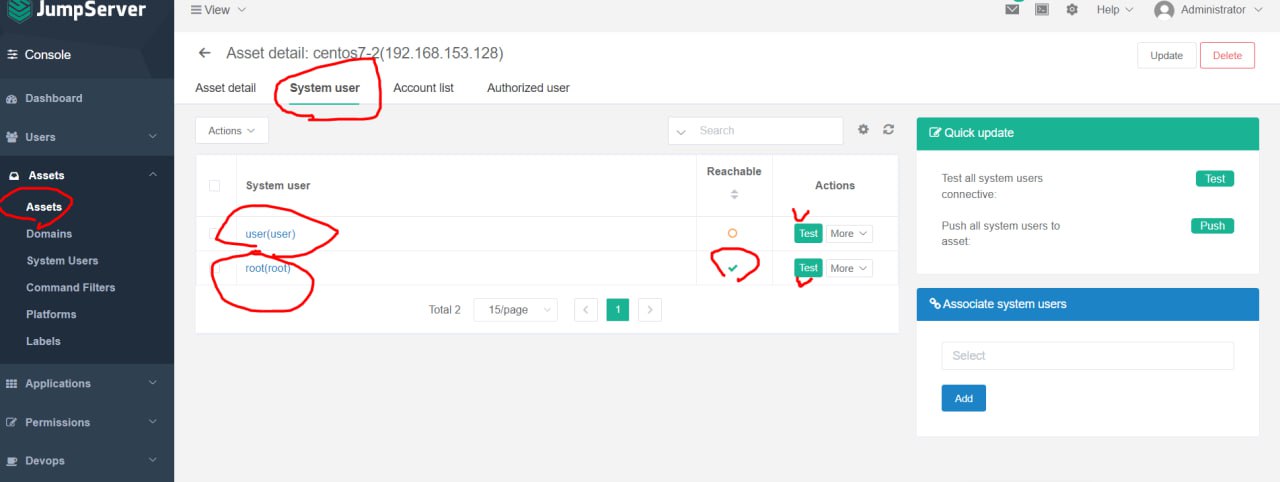 JumpServer
View
Help
Administrator
Console
Asset detail: centos7-2(192.168.153.128)
Update
Delete
Asset detail
System user
Account list
Authorized user
Dashboard
Users
Assets
Assets
Domains
System Users
Command Filters
Platforms
Labels
Applications
Permissions
Devops
Actions
Search
System user
Reachable
Actions
user(user)
Test
More
root(root)
Test
More
Total 2
15/page
1
Quick update
Test all system users
connective:
Test
Push all system users to
asset:
Push
Associate system users
Select
Add